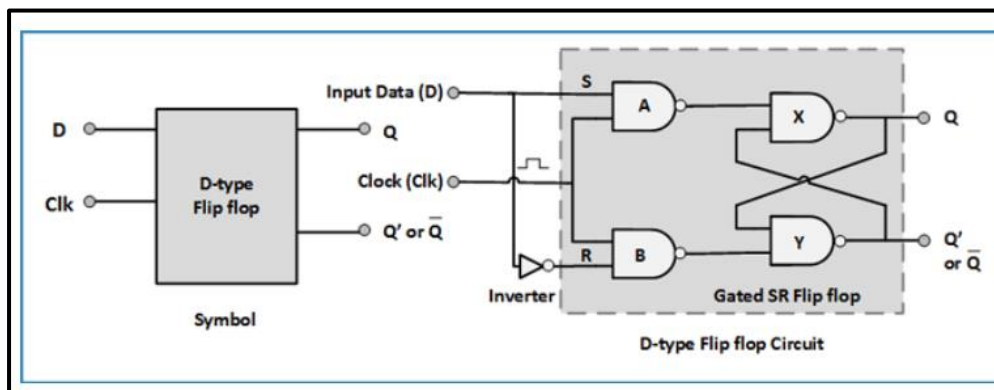 D
Clk
D-type
Flip flop
Q
Q' or Q̅
Symbol
Input Data (D)
Clock (Clk)
Inverter
S
R
A
B
X
Y
Q
Q'
or Q̅
Gated SR Flip flop
D-type Flip flop Circuit